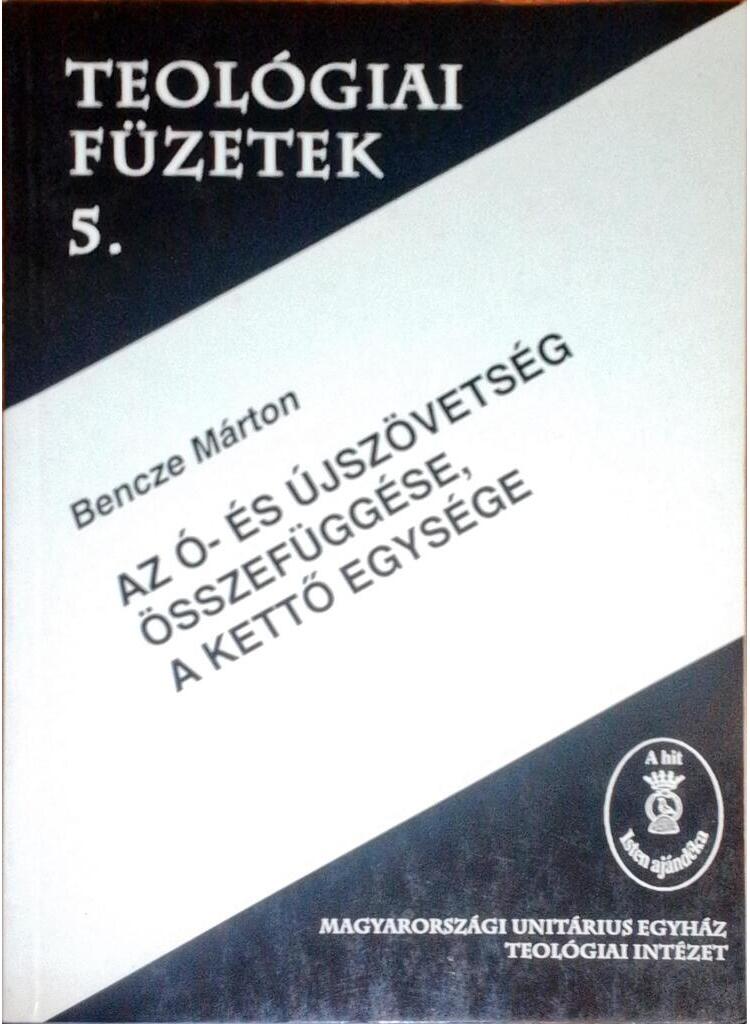 TEOLÓGIAI
FÜZETEK
5.
Bencze Márton
AZ Ó- ÉS ÚJSZÖVETSÉG
ÖSSZEFÜGGÉSE,
A KETTŐ EGYSÉGE
A hit
Isten ajándéka
MAGYARORSZÁGI UNITÁRIUS EGYHÁZ
TEOLÓGIAI INTÉZET